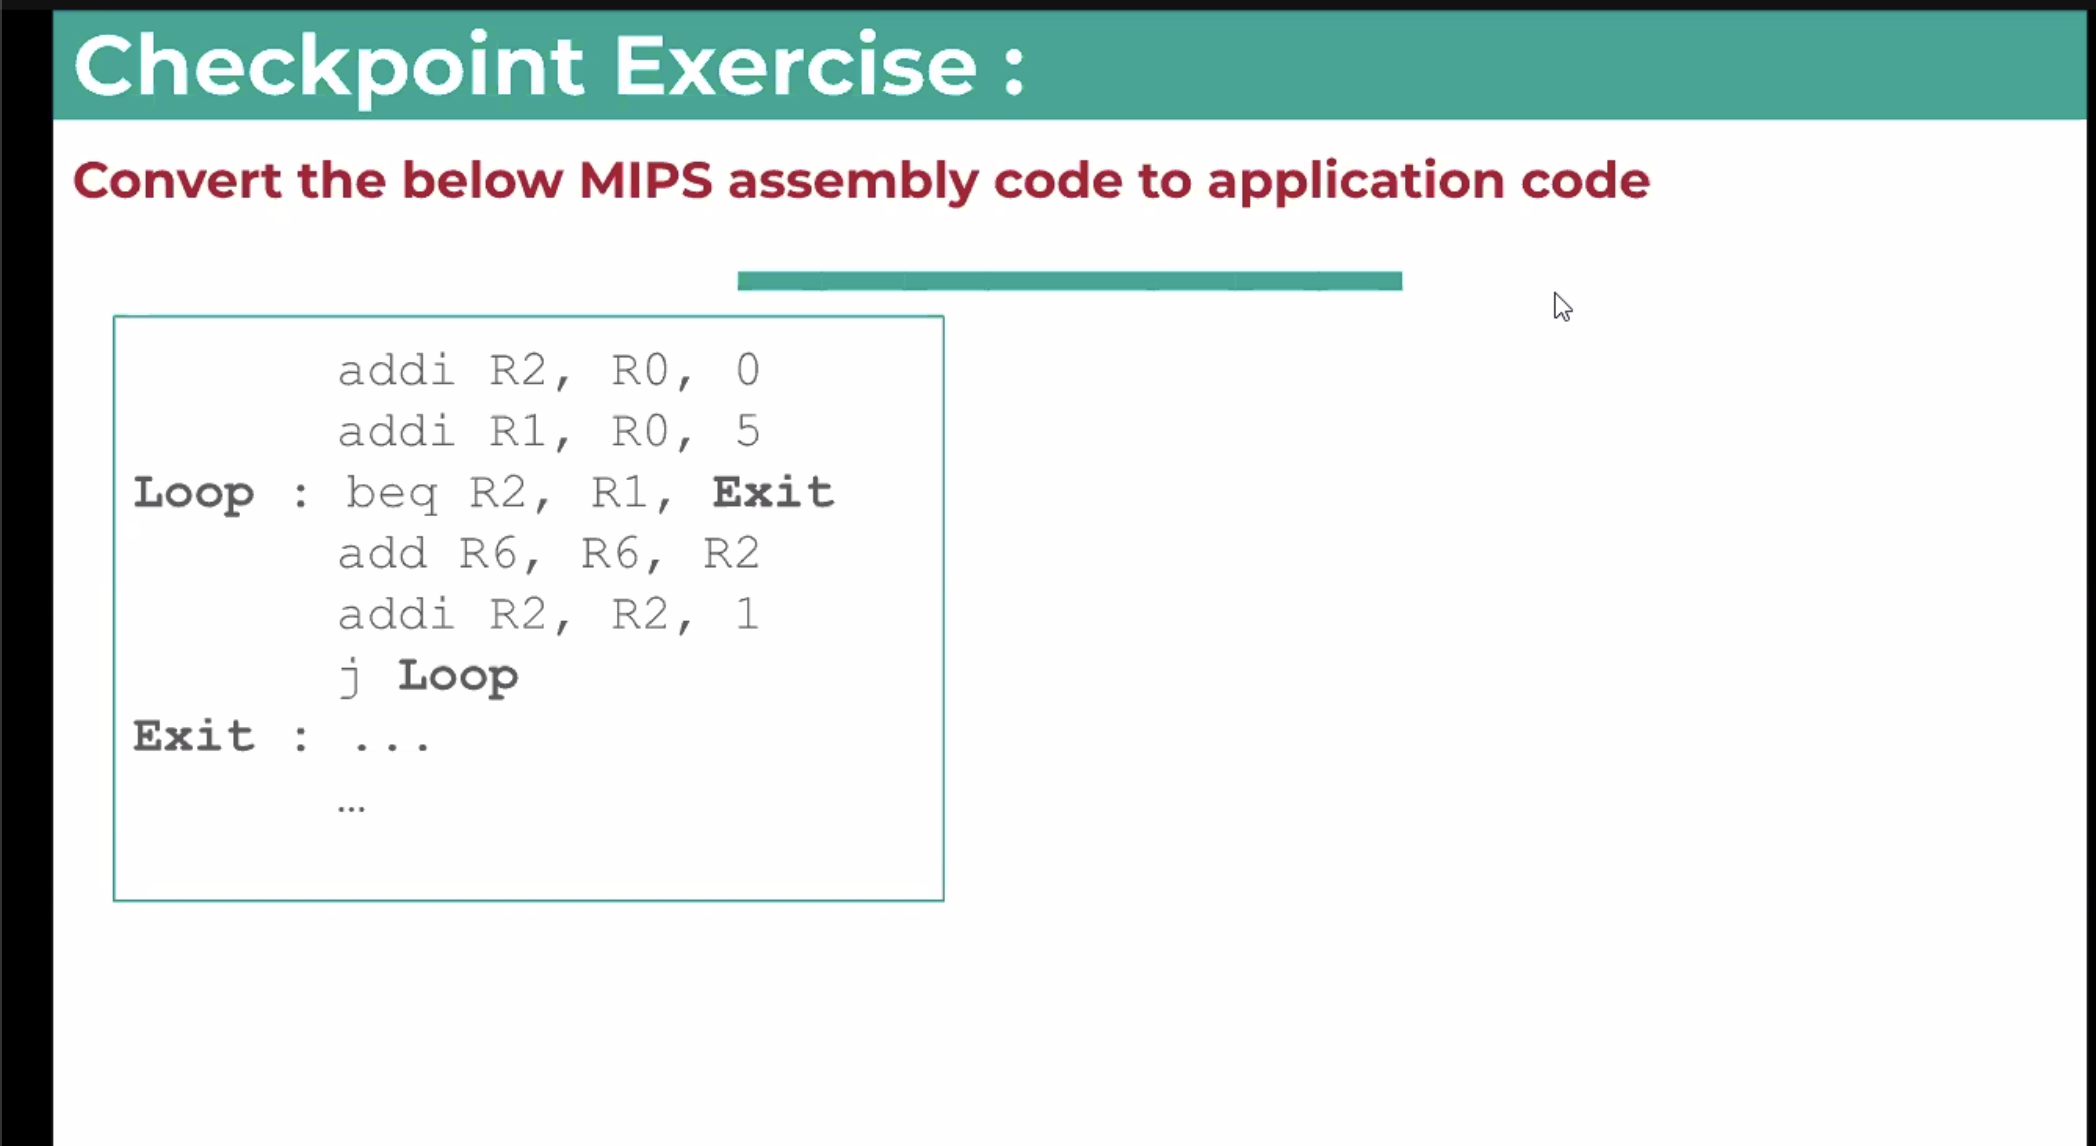 Checkpoint Exercise :
Convert the below MIPS assembly code to application code
addi R2, R0, 0
addi R1, R0, 5
Loop : beq R2, R1, Exit
add R6, R6, R2
addi R2, R2, 1
j Loop
Exit : ...
…